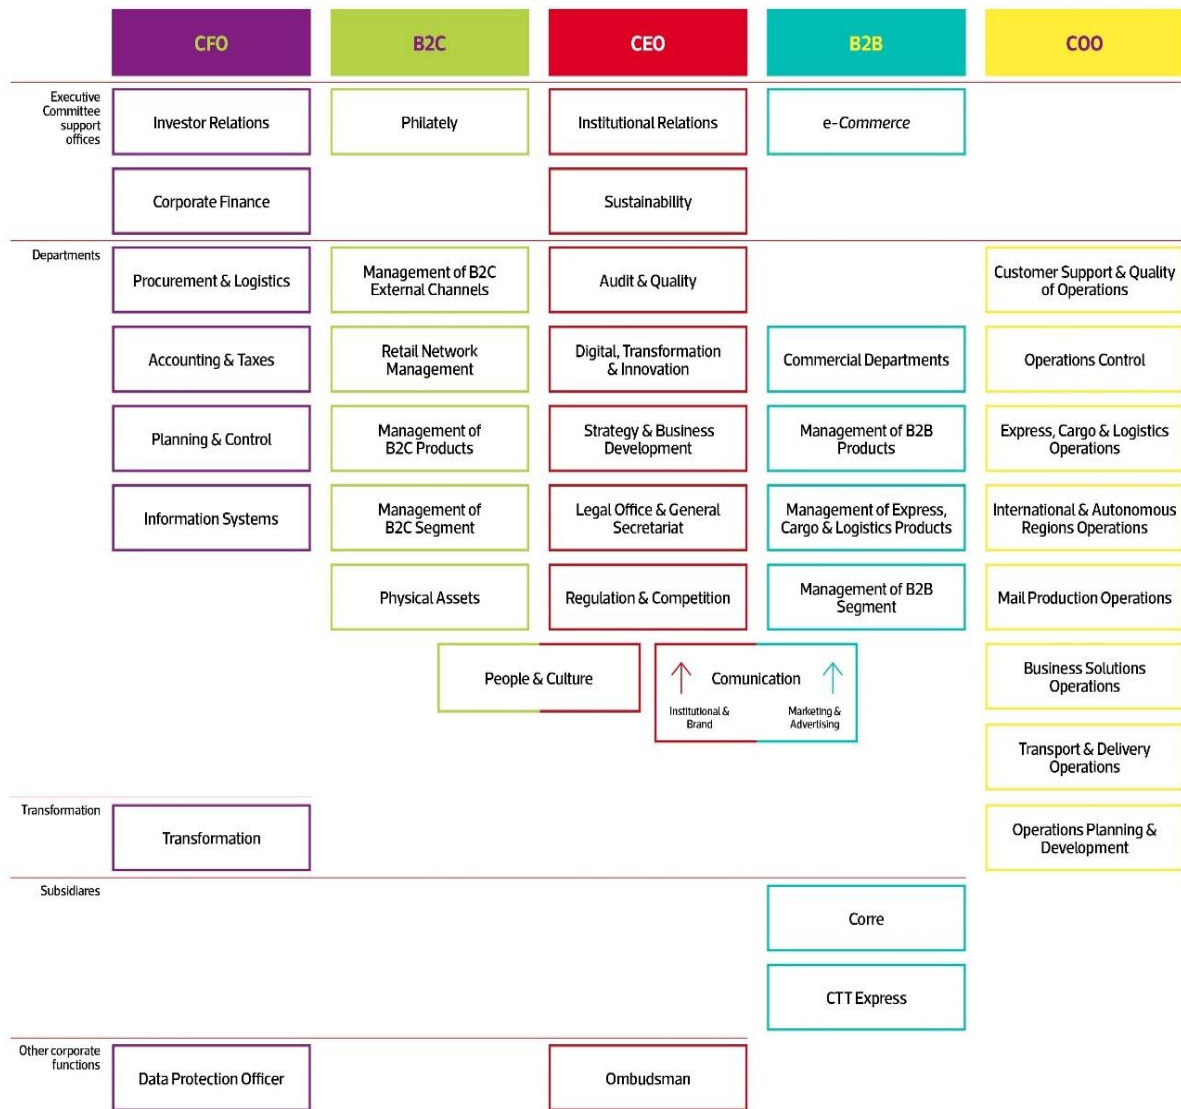 CFO
B2C
CEO
B2B
COO
Executive
Committee
support
offices
Investor Relations
Philately
Institutional Relations
e-Commerce
Corporate Finance
Sustainability
Departments
Procurement & Logistics
Management of B2C
External Channels
Audit & Quality
Customer Support & Quality
of Operations
Accounting & Taxes
Retail Network
Management
Digital, Transformation
& Innovation
Commercial Departments
Operations Control
Planning & Control
Management of
B2C Products
Strategy & Business
Development
Management of B2B
Products
Express, Cargo & Logistics
Operations
Information Systems
Management of
B2C Segment
Legal Office & General
Secretariat
Management of Express,
Cargo & Logistics Products
International & Autonomous
Regions Operations
Physical Assets
Regulation & Competition
Management of B2B
Segment
Mail Production Operations
People & Culture
Comunication
Institutional &
Brand
Marketing &
Advertising
Business Solutions
Operations
Transport & Delivery
Operations
Transformation
Transformation
Operations Planning &
Development
Subsidiares
Corre
CTT Express
Other corporate
functions
Data Protection Officer
Ombudsman